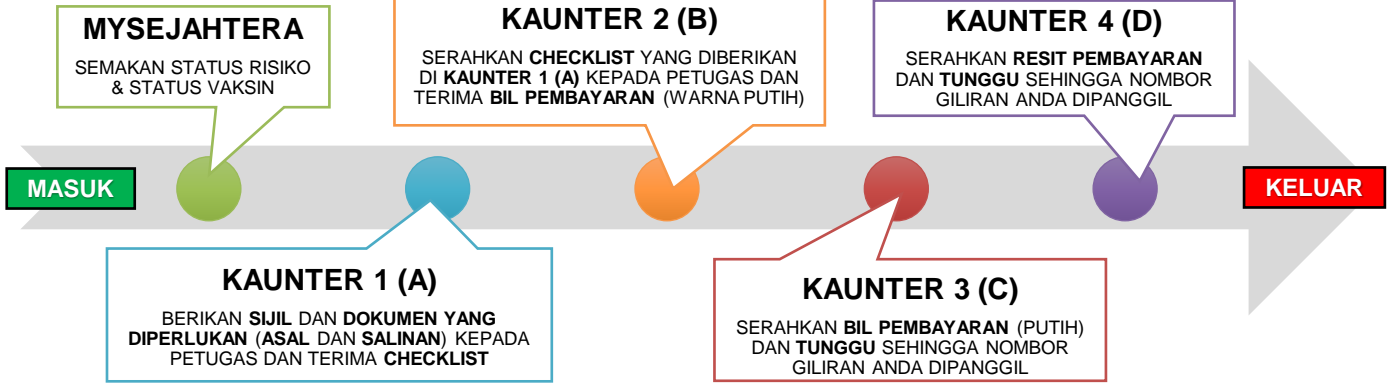 MASUK
MYSEJAHTERA
SEMAKAN STATUS RISIKO
& STATUS VAKSIN
KAUNTER 1 (A)
BERIKAN SIJIL DAN DOKUMEN YANG
DIPERLUKAN (ASAL DAN SALINAN) KEPADA
PETUGAS DAN TERIMA CHECKLIST
KAUNTER 2 (B)
SERAHKAN CHECKLIST YANG DIBERIKAN
DI KAUNTER 1 (A) KEPADA PETUGAS DAN
TERIMA BIL PEMBAYARAN (WARNA PUTIH)
KAUNTER 3 (C)
SERAHKAN BIL PEMBAYARAN (PUTIH)
DAN TUNGGU SEHINGGA NOMBOR
GILIRAN ANDA DIPANGGIL
KAUNTER 4 (D)
SERAHKAN RESIT PEMBAYARAN
DAN TUNGGU SEHINGGA NOMBOR
GILIRAN ANDA DIPANGGIL
KELUAR